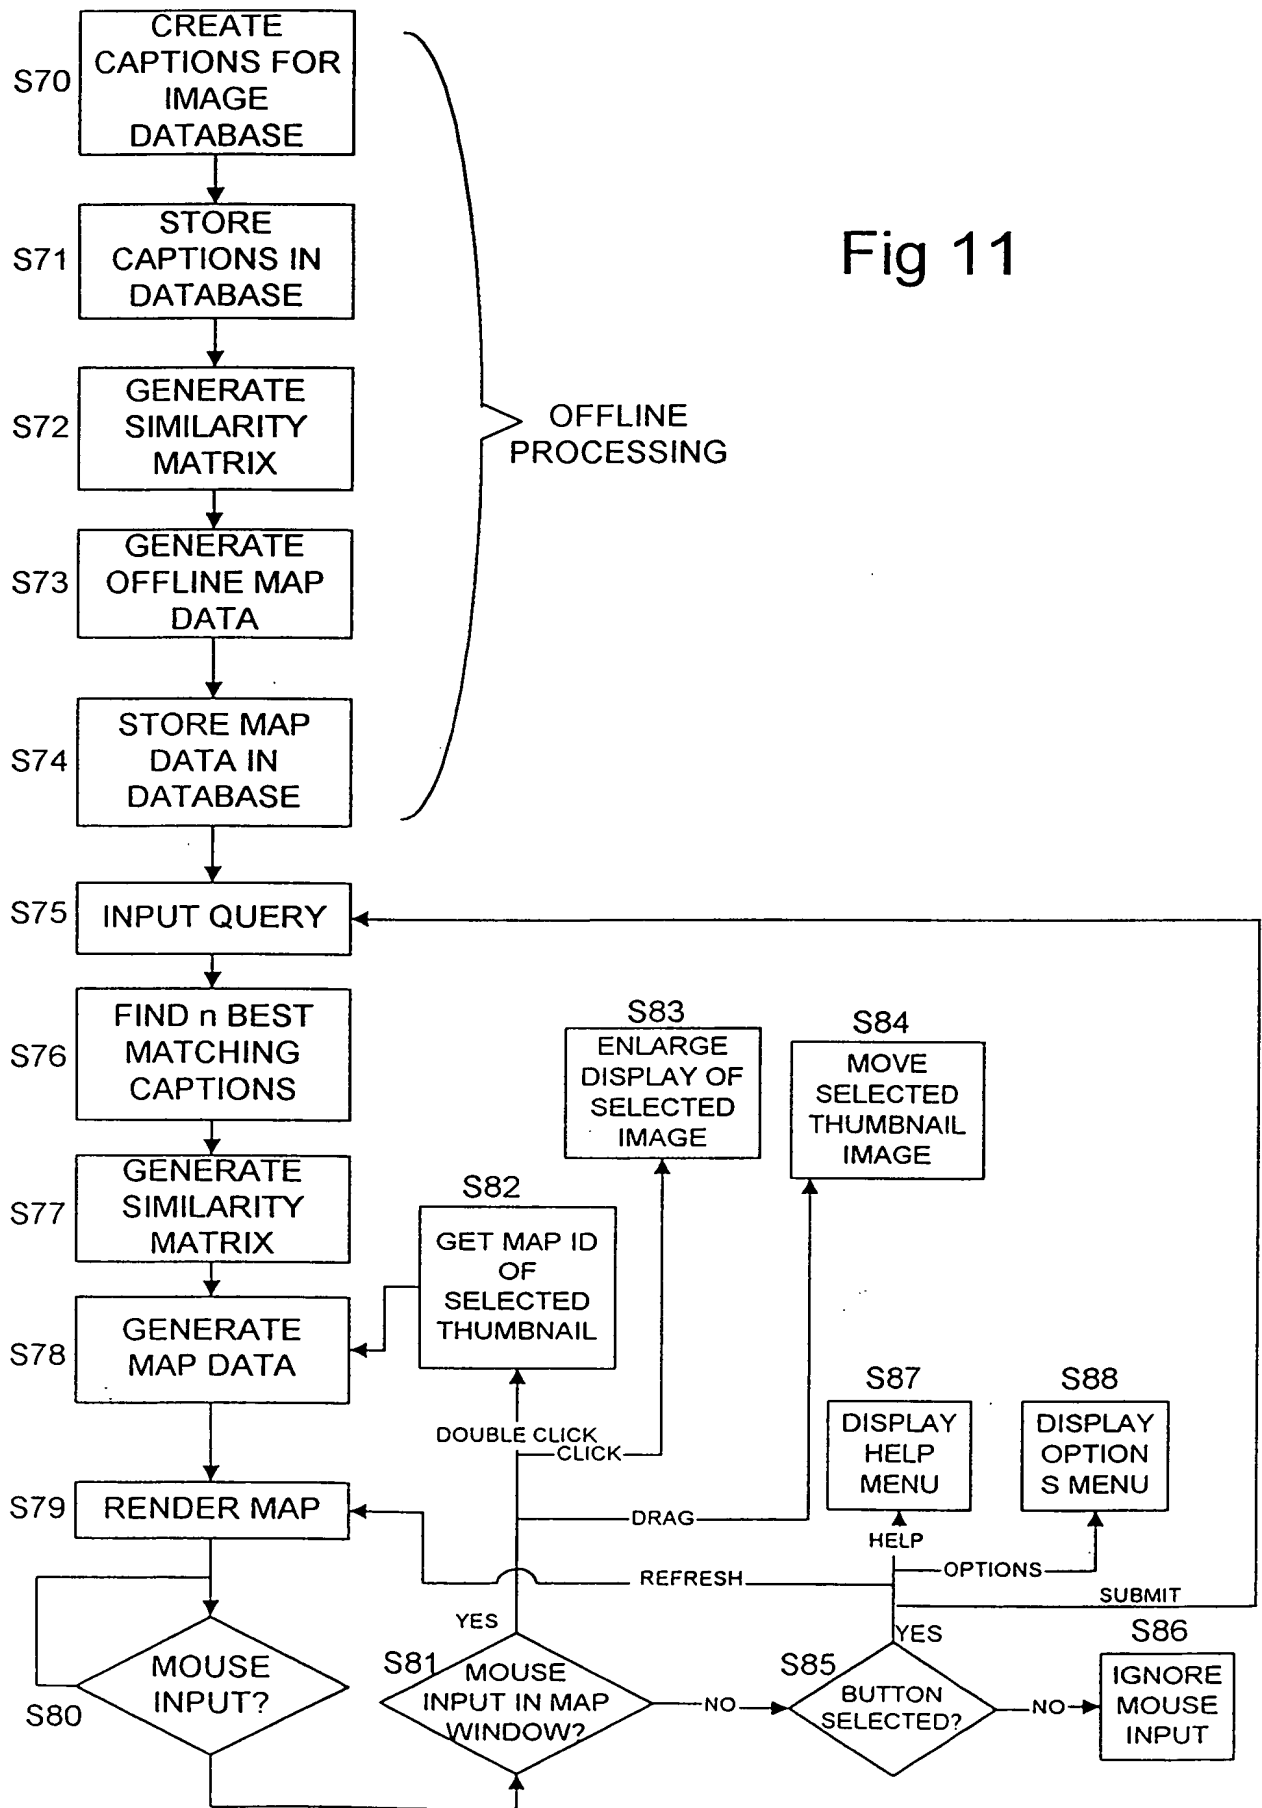 S70
CREATE
CAPTIONS FOR
IMAGE
DATABASE
S71
STORE
CAPTIONS IN
DATABASE
Fig 11
S72
GENERATE
SIMILARITY
MATRIX
OFFLINE
PROCESSING
S73
GENERATE
OFFLINE MAP
DATA
S74
STORE MAP
DATA IN
DATABASE
S75
INPUT QUERY
S76
FIND n BEST
MATCHING
CAPTIONS
S83
ENLARGE
DISPLAY OF
SELECTED
IMAGE
S84
MOVE
SELECTED
THUMBNAIL
IMAGE
S77
GENERATE
SIMILARITY
MATRIX
S82
GET MAP ID
OF
SELECTED
THUMBNAIL
S78
GENERATE
MAP DATA
DOUBLE CLICK
CLICK
S87
DISPLAY
HELP
MENU
S88
DISPLAY
OPTION
S MENU
S79
RENDER MAP
DRAG
HELP
OPTIONS
REFRESH
SUBMIT
YES
YES
S80
MOUSE
INPUT?
S81
MOUSE
INPUT IN MAP
WINDOW?
NO
S85
BUTTON
SELECTED?
NO
S86
IGNORE
MOUSE
INPUT